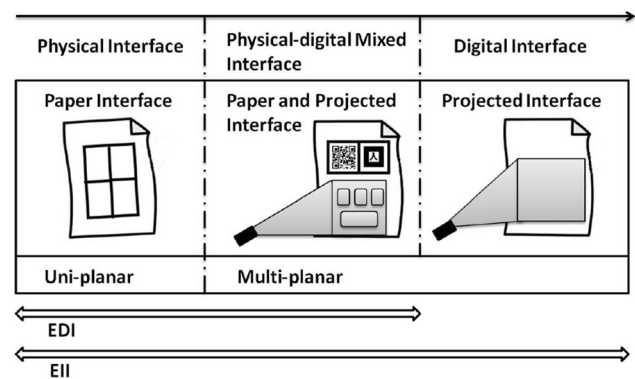 Physical Interface
Physical-digital Mixed
Interface
Digital Interface
Paper Interface
Paper and Projected
Interface
Projected Interface
Uni-planar
Multi-planar
EDI
EII